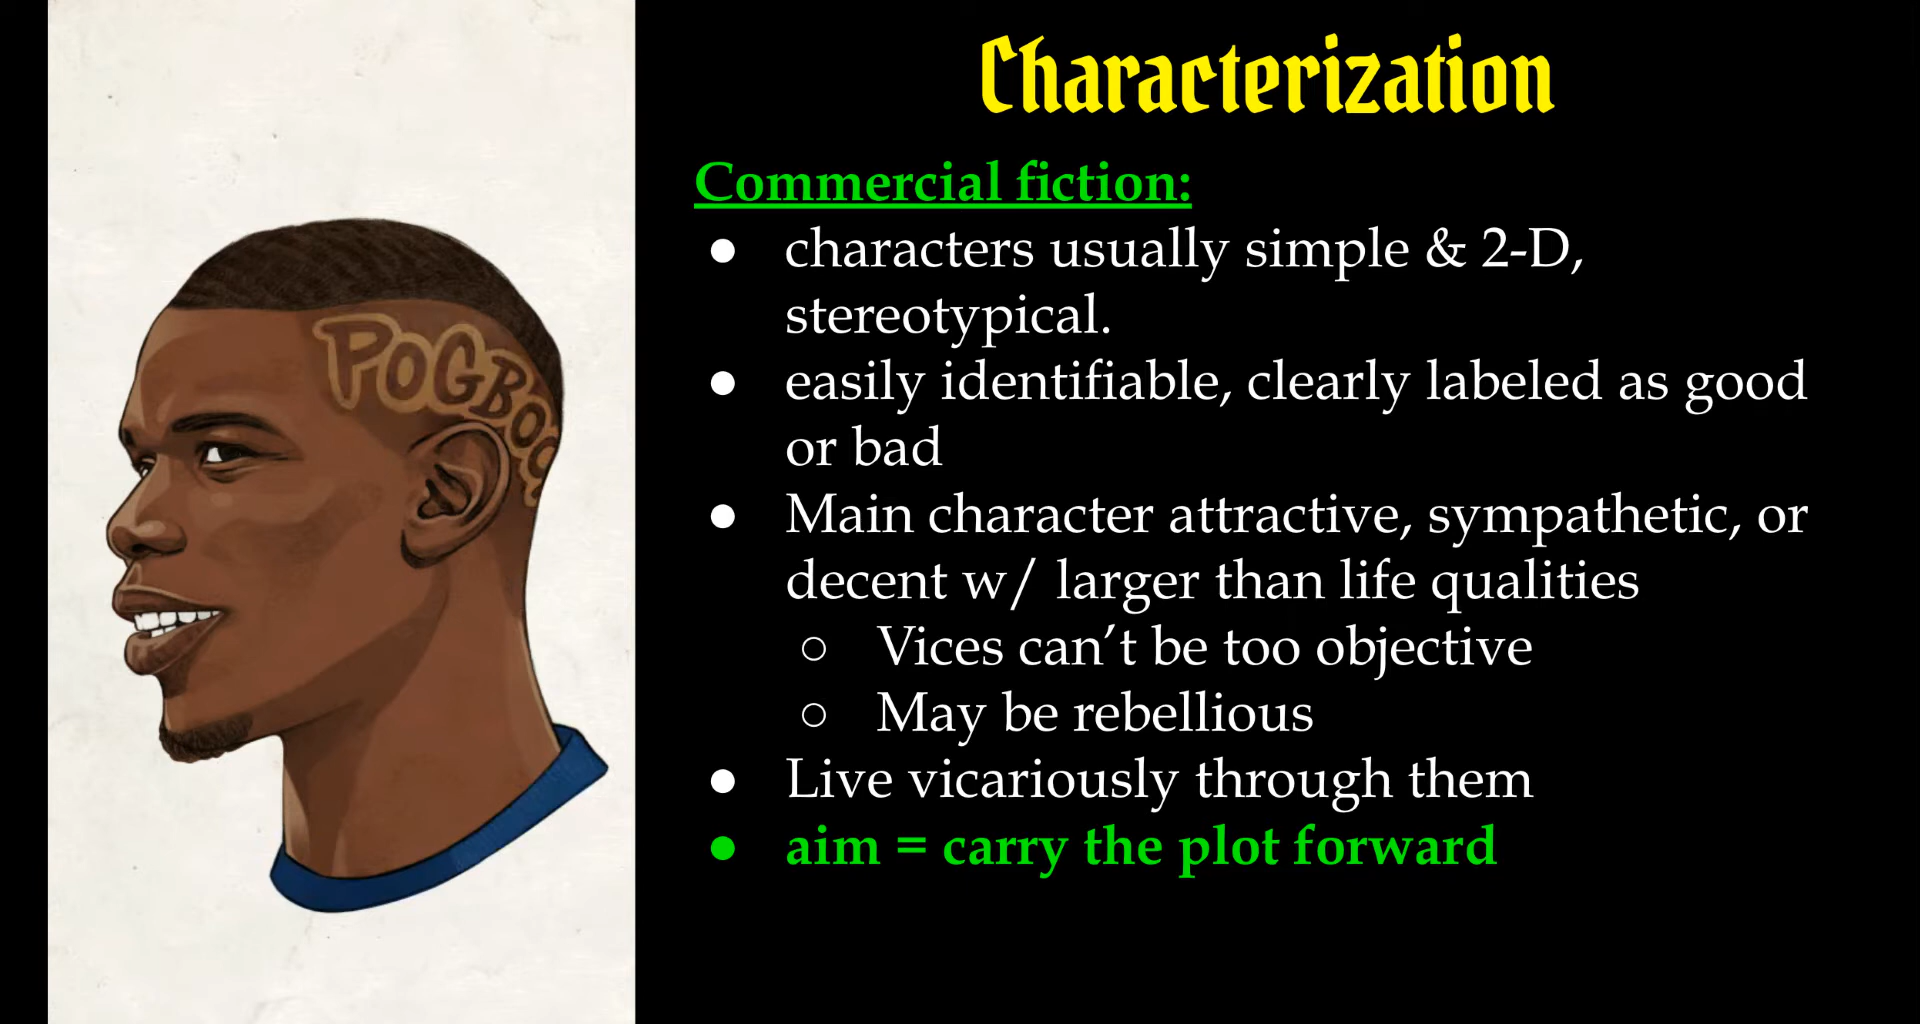 Characterization
Commercial fiction:
● characters usually simple & 2-D,
stereotypical.
● easily identifiable, clearly labeled as good
or bad
● Main character attractive, sympathetic, or
decent w/ larger than life qualities
○ Vices can’t be too objective
○ May be rebellious
● Live vicariously through them
● aim = carry the plot forward
POGBOO